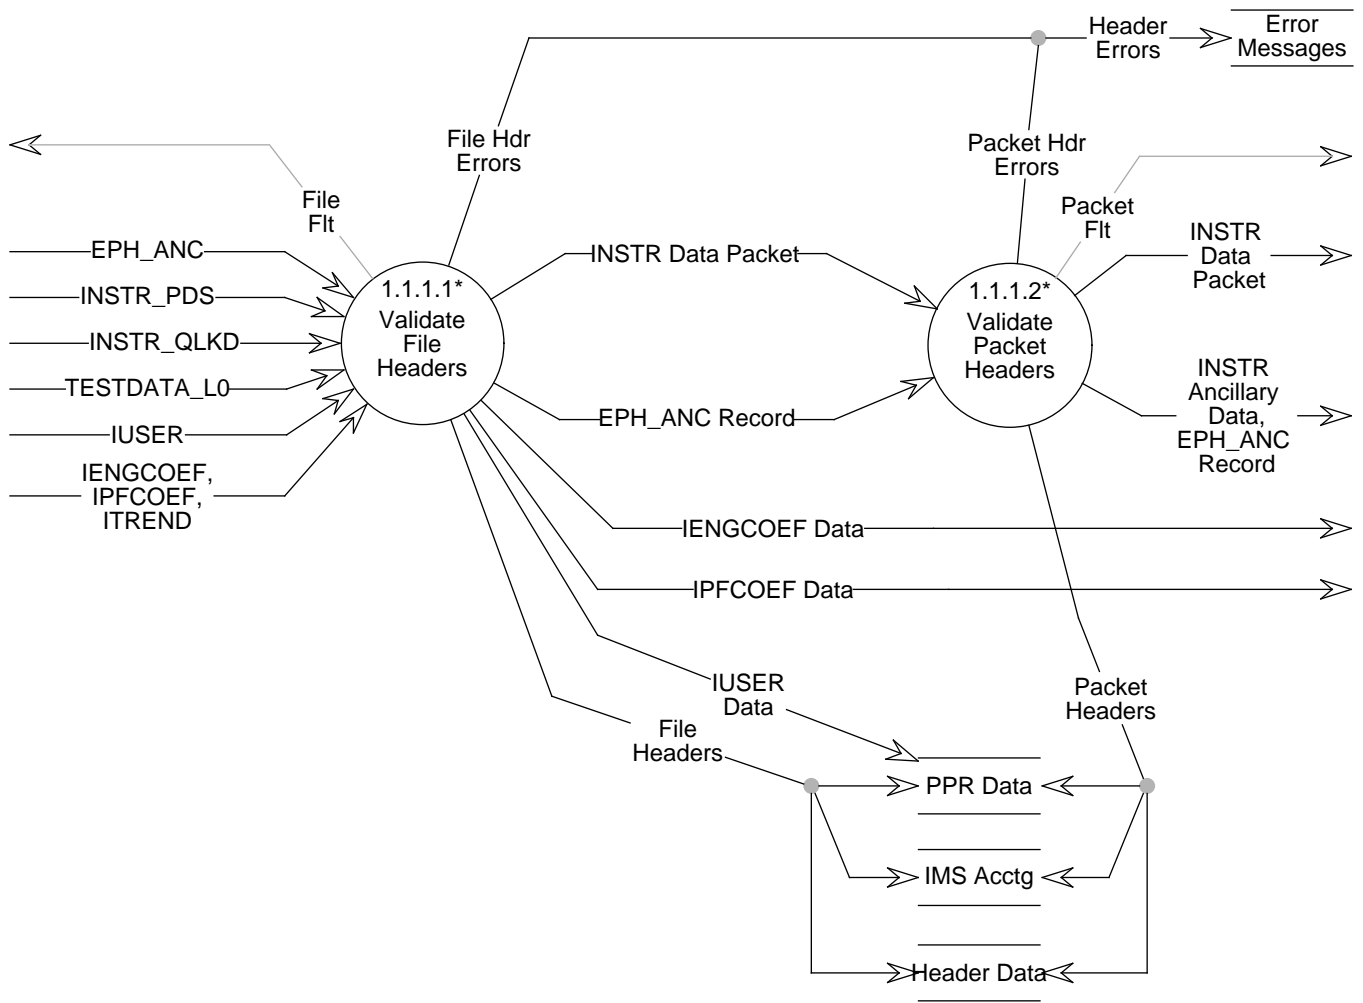 Header
Errors
Error
Messages
File Hdr
Errors
Packet Hdr
Errors
File
Flt
Packet
Flt
EPH_ANC
INSTR_PDS
INSTR_QLKD
TESTDATA_L0
IUSER
IENGCOEF,
IPFCOEF,
ITREND
1.1.1.1*
Validate
File
Headers
INSTR Data Packet
EPH_ANC Record
1.1.1.2*
Validate
Packet
Headers
INSTR
Data
Packet
INSTR
Ancillary
Data,
EPH_ANC
Record
IENGCOEF Data
IPFCOEF Data
IUSER
Data
File
Headers
Packet
Headers
PPR Data
IMS Acctg
Header Data